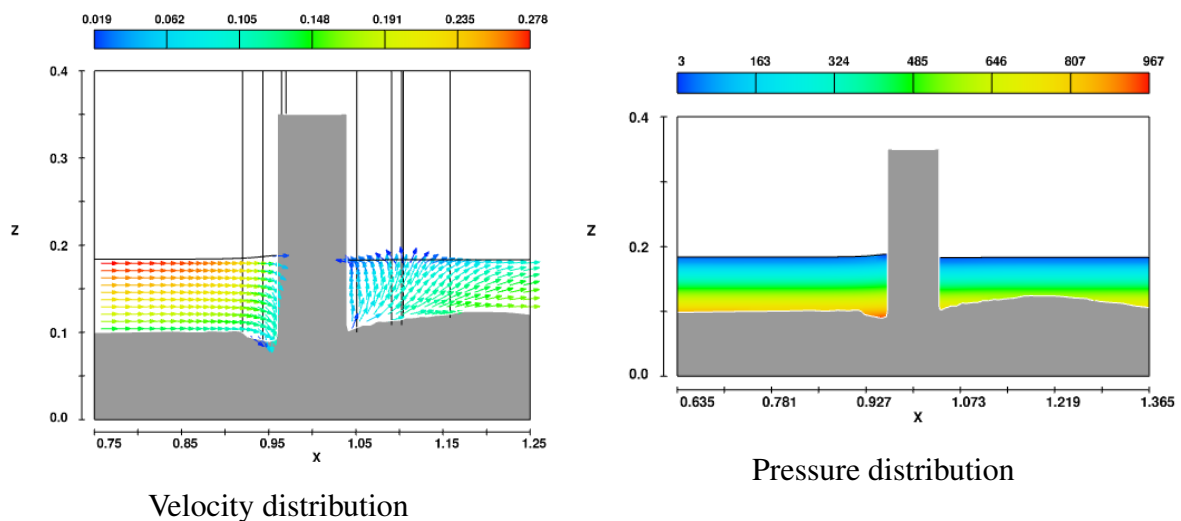 0.019 0.062 0.105 0.148 0.191 0.235 0.278
0.4
0.3
z
0.2
0.1
0.0
0.75 0.85 0.95 1.05 1.15 1.25
x
Velocity distribution
3 163 324 485 646 807 967
0.4
z
0.2
0.0
0.635 0.781 0.927 1.073 1.219 1.365
x
Pressure distribution